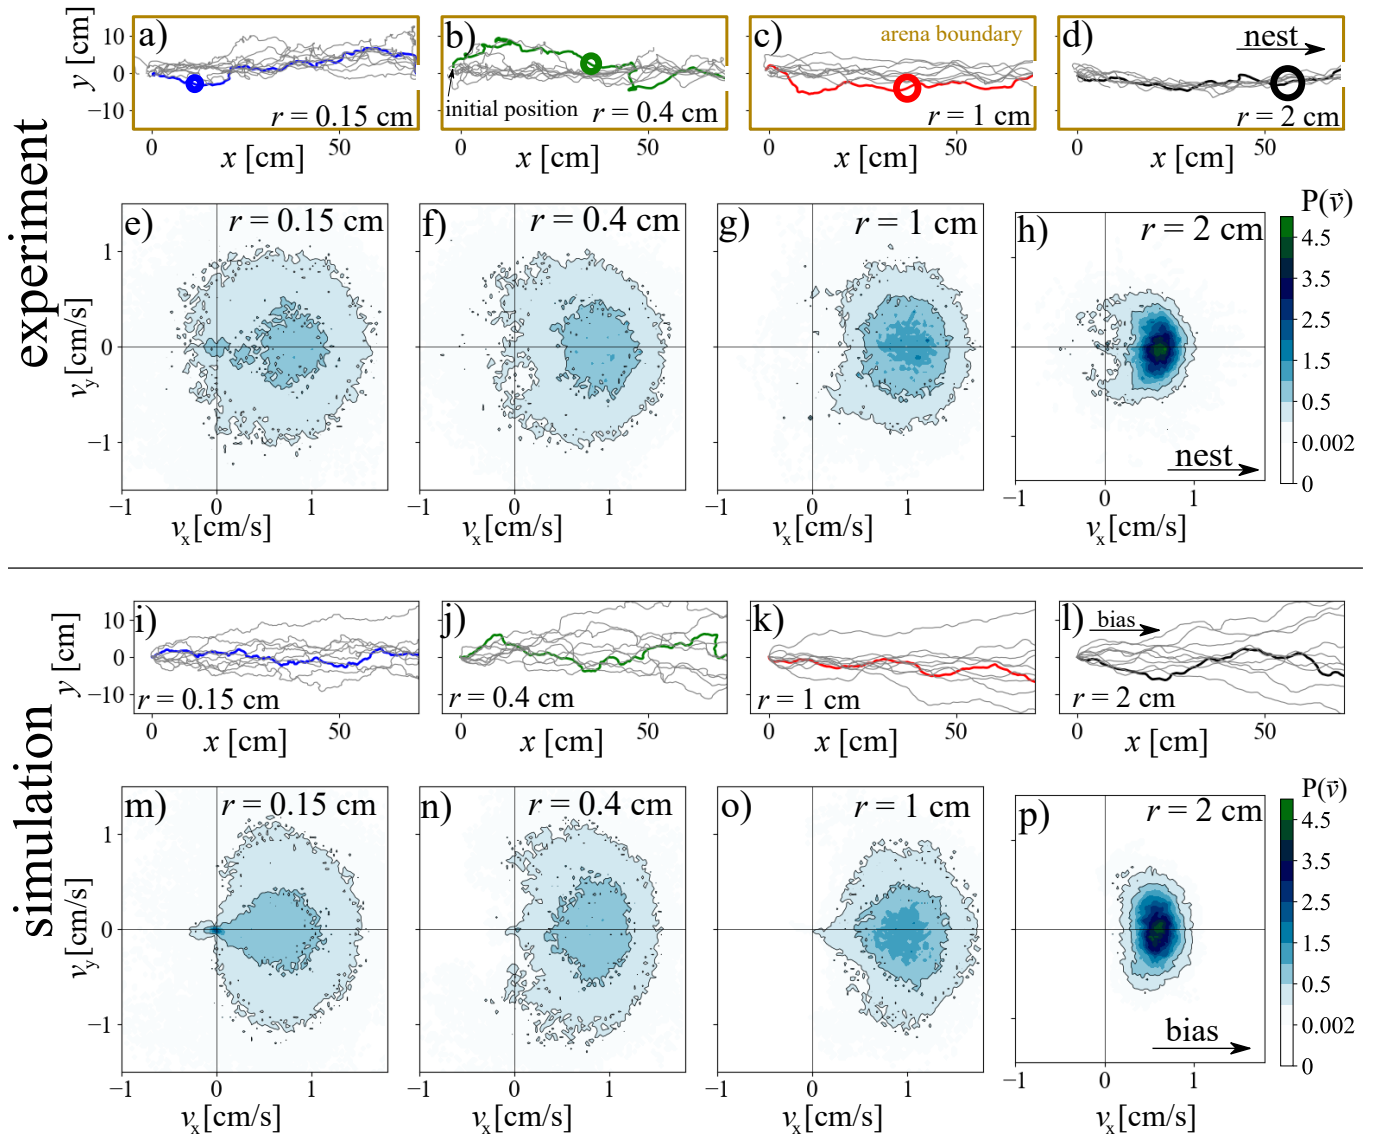 experiment
y [cm]
10
0
−10
a)
r = 0.15 cm
0
50
x [cm]
b)
initial position
r = 0.4 cm
0
50
x [cm]
c)
arena boundary
r = 1 cm
0
50
x [cm]
d)
nest
r = 2 cm
0
50
x [cm]
e)
r = 0.15 cm
v_y [cm/s]
1
0
−1
−1
0
1
v_x [cm/s]
f)
r = 0.4 cm
0
1
v_x [cm/s]
g)
r = 1 cm
−1
0
1
v_x [cm/s]
h)
r = 2 cm
nest
−1
0
1
v_x [cm/s]
P(v⃗)
4.5
3.5
2.5
1.5
0.5
0.002
0
simulation
y [cm]
10
0
−10
i)
r = 0.15 cm
0
50
x [cm]
j)
r = 0.4 cm
0
50
x [cm]
k)
r = 1 cm
0
50
x [cm]
l)
bias
r = 2 cm
0
50
x [cm]
m)
r = 0.15 cm
v_y [cm/s]
1
0
−1
−1
0
1
v_x [cm/s]
n)
r = 0.4 cm
−1
0
1
v_x [cm/s]
o)
r = 1 cm
−1
0
1
v_x [cm/s]
p)
r = 2 cm
bias
−1
0
1
v_x [cm/s]
P(v⃗)
4.5
3.5
2.5
1.5
0.5
0.002
0